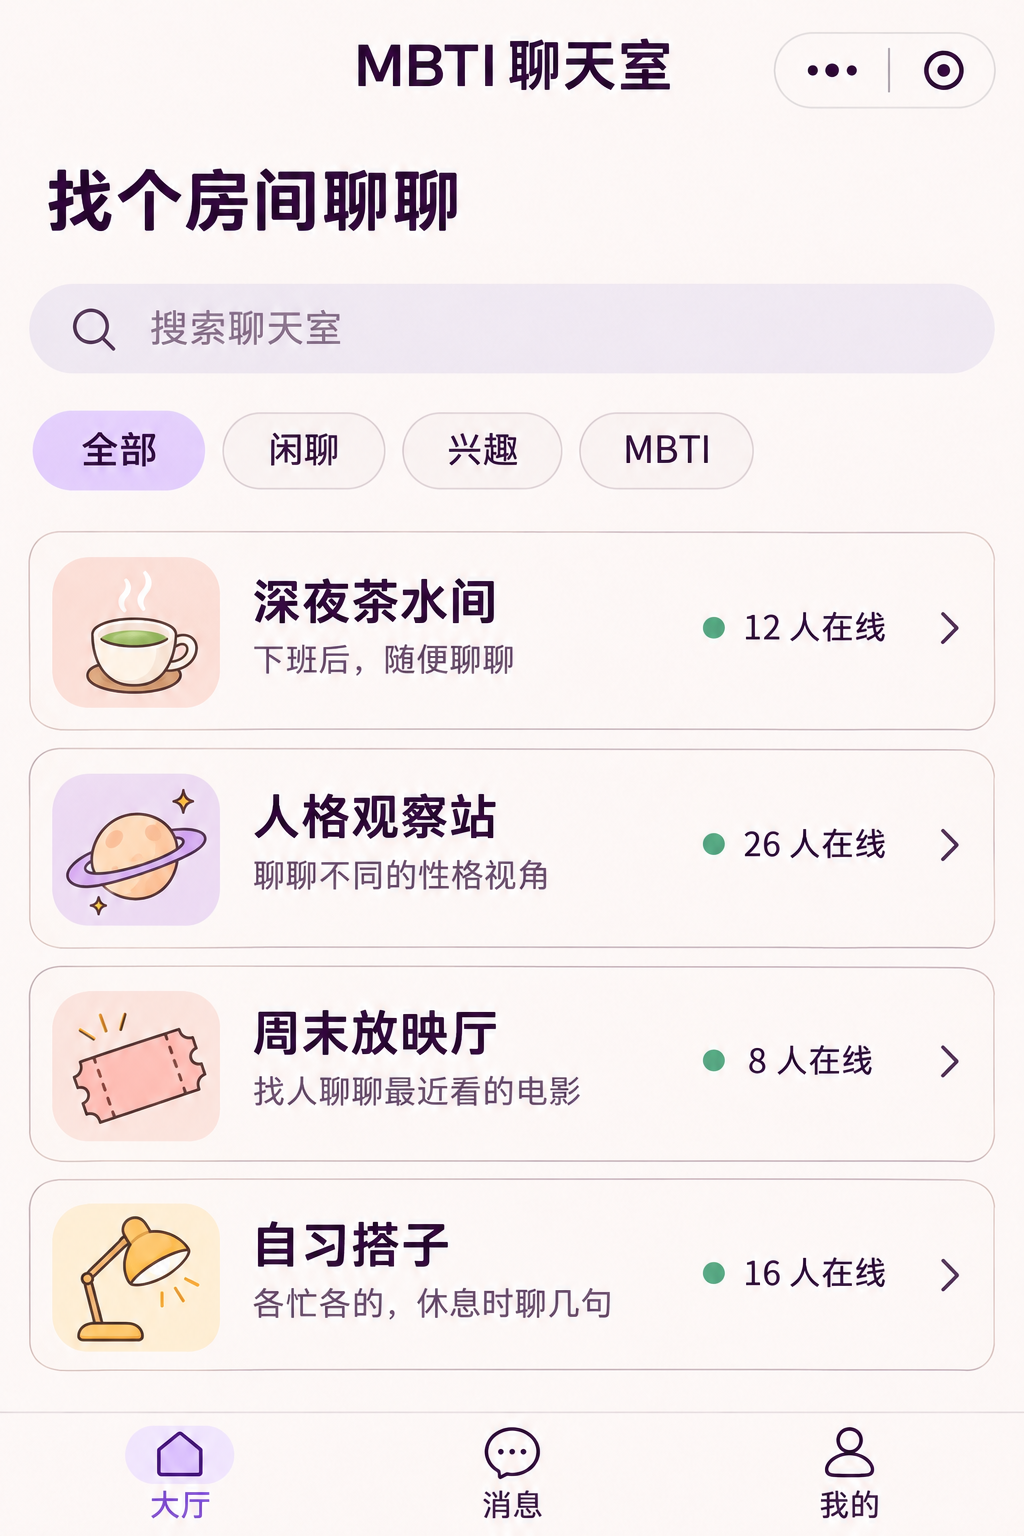 MBTI 聊天室
找个房间聊聊
搜索聊天室
全部 闲聊 兴趣 MBTI
深夜茶水间
下班后，随便聊聊
12 人在线
人格观察站
聊聊不同的性格视角
26 人在线
周末放映厅
找人聊聊最近看的电影
8 人在线
自习搭子
各忙各的，休息时聊几句
16 人在线
大厅 消息 我的